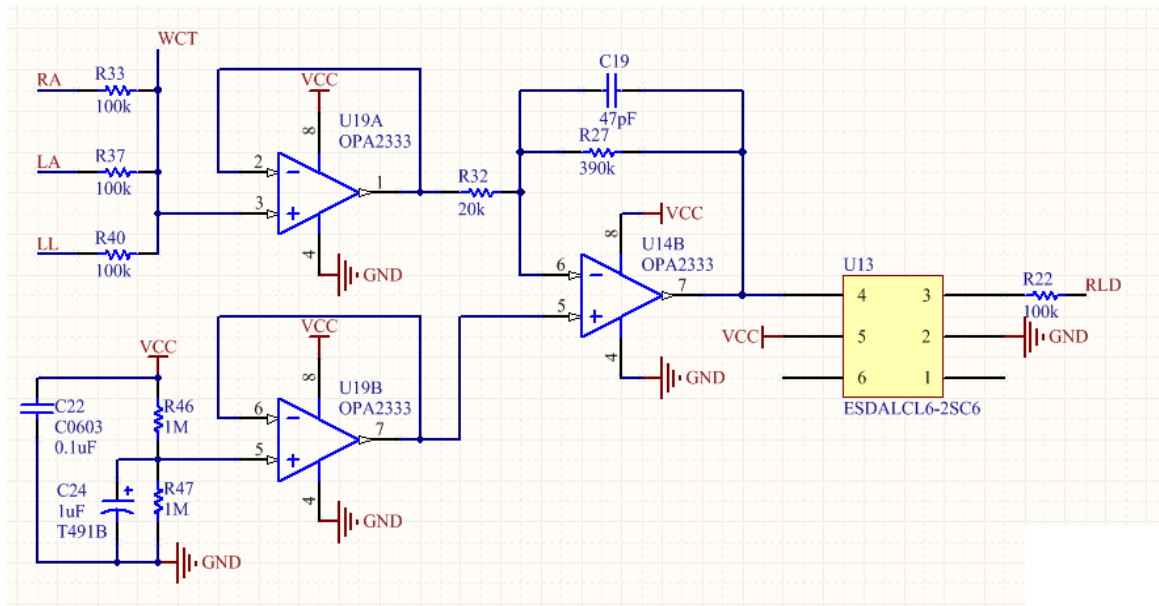 WCT
RA
R33
100k
LA
R37
100k
LL
R40
100k
VCC
8
U19A
OPA2333
2
3
1
4
GND
R32
20k
C19
47pF
R27
390k
VCC
8
U14B
OPA2333
6
5
7
4
GND
U13
4
3
5
2
6
1
VCC
GND
R22
100k
RLD
ESDALCL6-2SC6
VCC
C22
C0603
0.1uF
R46
1M
C24
1uF
T491B
+
R47
1M
GND
VCC
8
U19B
OPA2333
6
5
7
4
GND